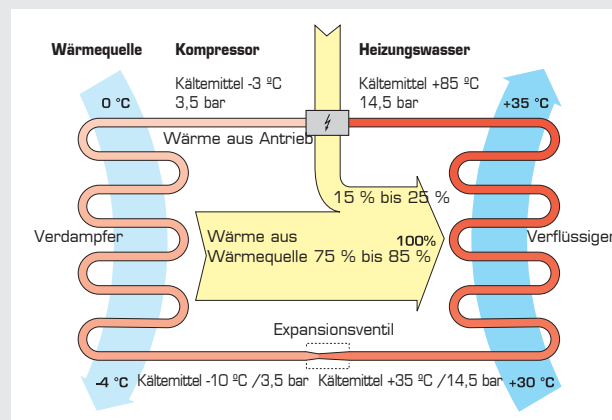 Wärmequelle
Kompressor
Heizungswasser
Kältemittel -3 ºC
3,5 bar
Kältemittel +85 ºC
14,5 bar
0 °C
+35 °C
Wärme aus Antrieb
15 % bis 25 %
Verdampfer
Wärme aus
Wärmequelle 75 % bis 85 %
100%
Verflüssiger
Expansionsventil
-4 °C
Kältemittel -10 ºC /3,5 bar
Kältemittel +35 ºC /14,5 bar
+30 °C